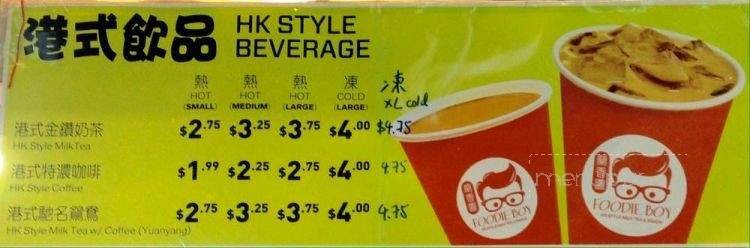 港式飲品
HK STYLE
BEVERAGE
熱 熱 熱 凍 凍
HOT HOT HOT COLD XL cold
(SMALL) (MEDIUM) (LARGE) (LARGE)
港式金鑽奶茶 $2.75 $3.25 $3.75 $4.00 $4.75
HK Style MilkTea
港式特濃咖啡 $1.99 $2.25 $2.75 $4.00 4.75
HK Style Coffee
港式馳名鴛鴦 $2.75 $3.25 $3.75 $4.00 4.75
HK Style Milk Tea w/ Coffee (Yuanyang)
FOODIE BOY
FOODIE BOY